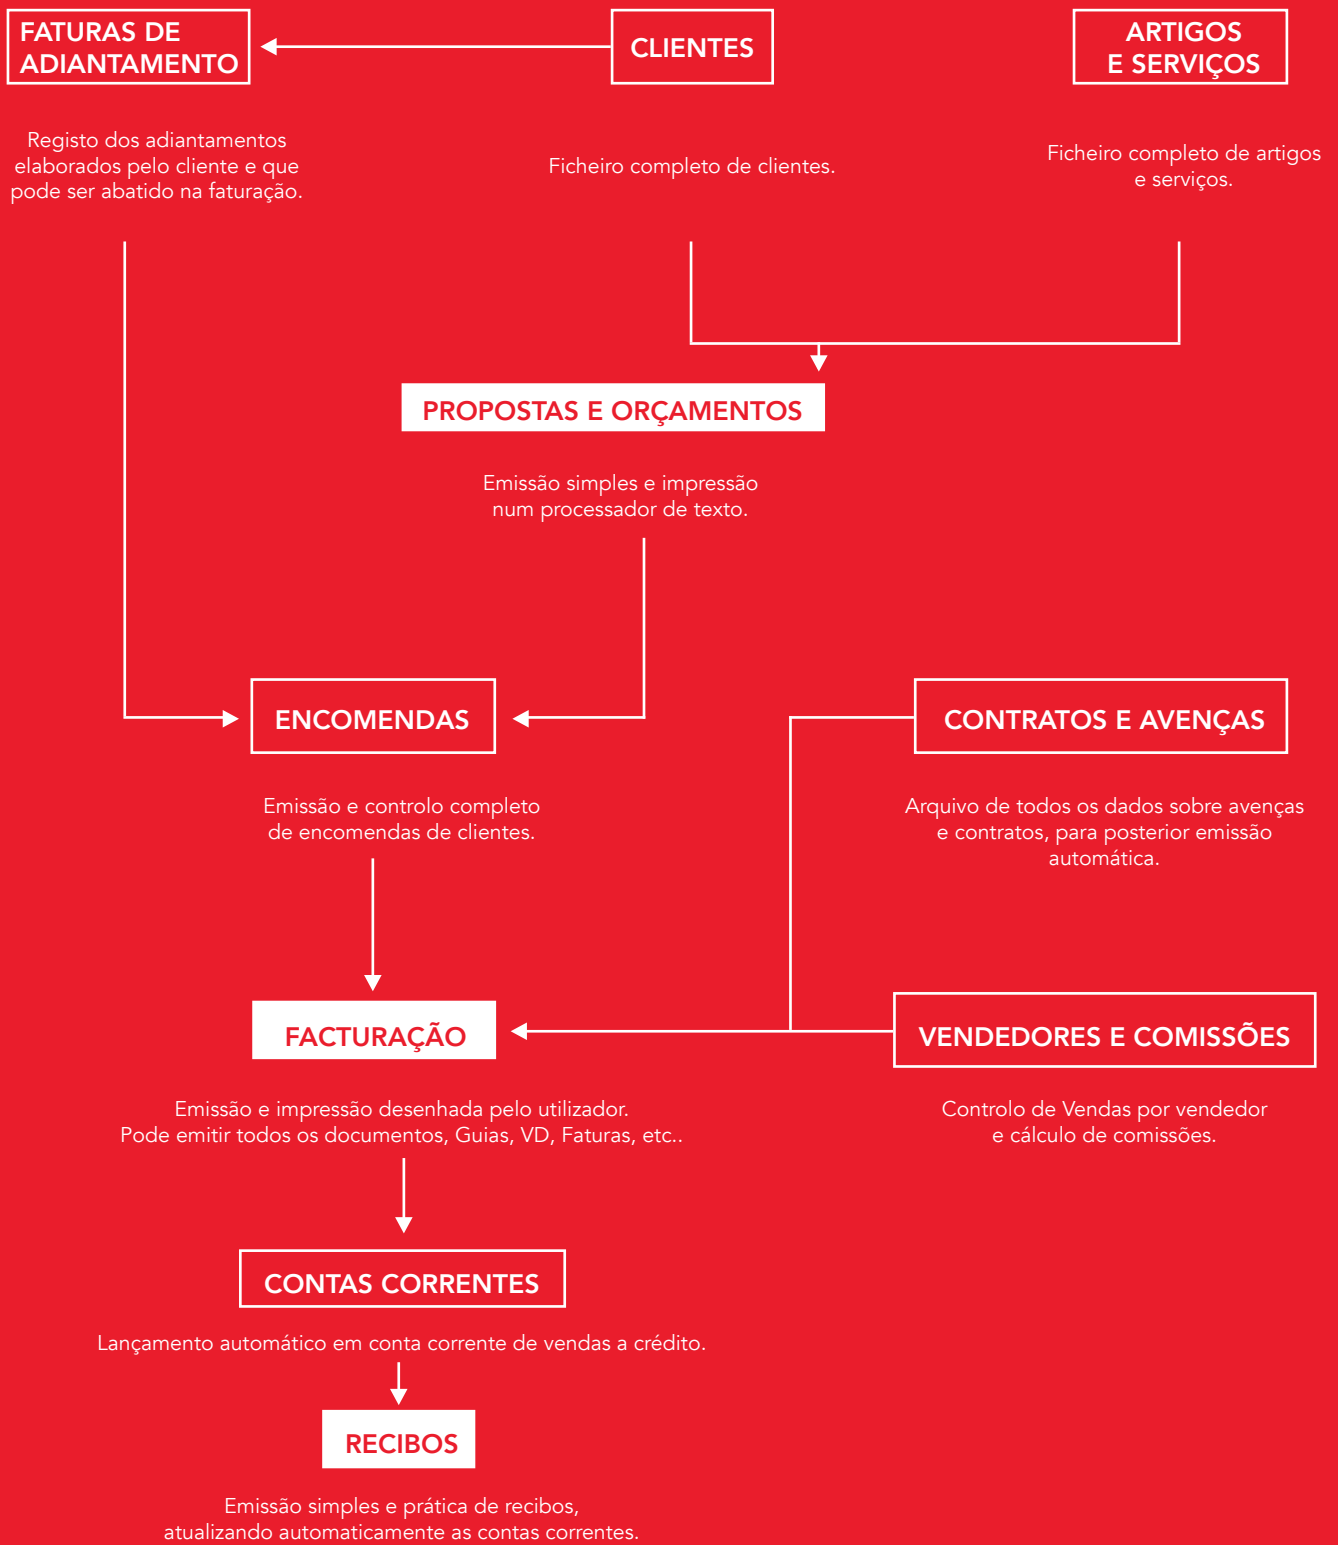 FATURAS DE
ADIANTAMENTO
CLIENTES
ARTIGOS
E SERVIÇOS
Registo dos adiantamentos
elaborados pelo cliente e que
pode ser abatido na faturação.
Ficheiro completo de clientes.
Ficheiro completo de artigos
e serviços.
PROPOSTAS E ORÇAMENTOS
Emissão simples e impressão
num processador de texto.
ENCOMENDAS
CONTRATOS E AVENÇAS
Emissão e controlo completo
de encomendas de clientes.
Arquivo de todos os dados sobre avenças
e contratos, para posterior emissão
automática.
FACTURAÇÃO
VENDEDORES E COMISSÕES
Emissão e impressão desenhada pelo utilizador.
Pode emitir todos os documentos, Guias, VD, Faturas, etc..
Controlo de Vendas por vendedor
e cálculo de comissões.
CONTAS CORRENTES
Lançamento automático em conta corrente de vendas a crédito.
RECIBOS
Emissão simples e prática de recibos,
atualizando automaticamente as contas correntes.